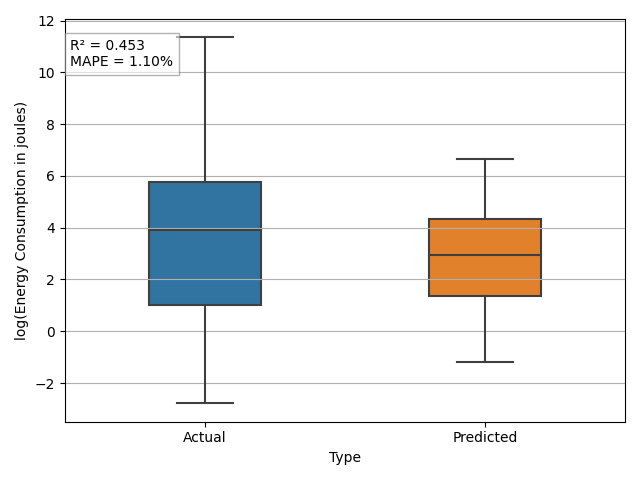 R² = 0.453
MAPE = 1.10%
12
10
8
6
4
2
0
−2
log(Energy Consumption in joules)
Actual
Predicted
Type